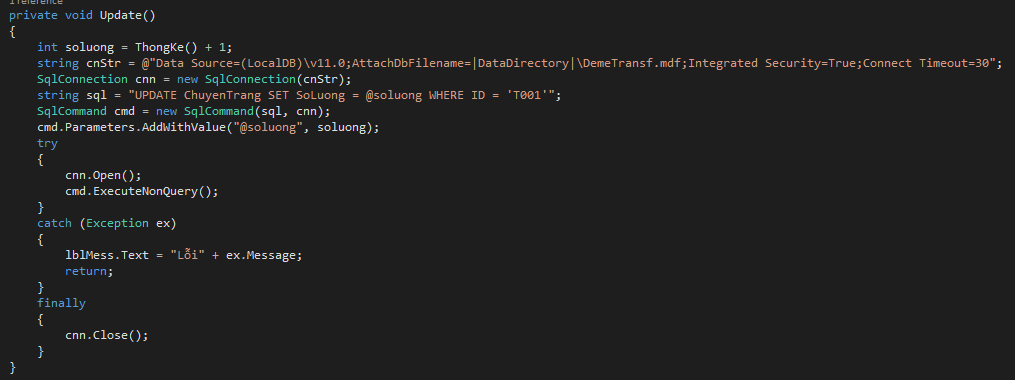 1 reference
private void Update()
{
int soluong = ThongKe() + 1;
string cnStr = @"Data Source=(LocalDB)\v11.0;AttachDbFilename=|DataDirectory|\DemeTransf.mdf;Integrated Security=True;Connect Timeout=30";
SqlConnection cnn = new SqlConnection(cnStr);
string sql = "UPDATE ChuyenTrang SET SoLuong = @soluong WHERE ID = 'T001'";
SqlCommand cmd = new SqlCommand(sql, cnn);
cmd.Parameters.AddWithValue("@soluong", soluong);
try
{
cnn.Open();
cmd.ExecuteNonQuery();
}
catch (Exception ex)
{
lblMess.Text = "Lỗi" + ex.Message;
return;
}
finally
{
cnn.Close();
}
}